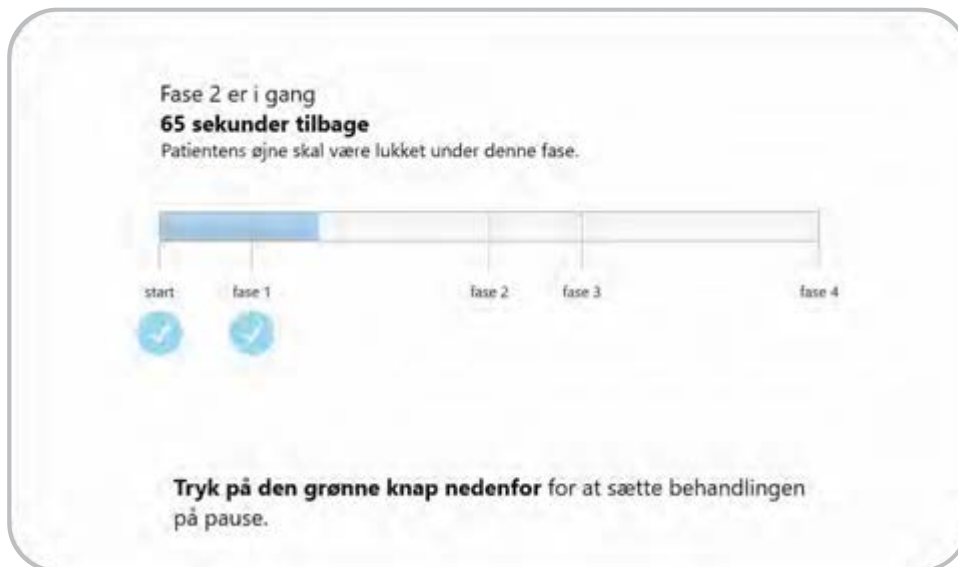 Fase 2 er i gang
65 sekunder tilbage
Patientens øjne skal være lukket under denne fase.
start fase 1 fase 2 fase 3 fase 4
Tryk på den grønne knap nedenfor for at sætte behandlingen
på pause.